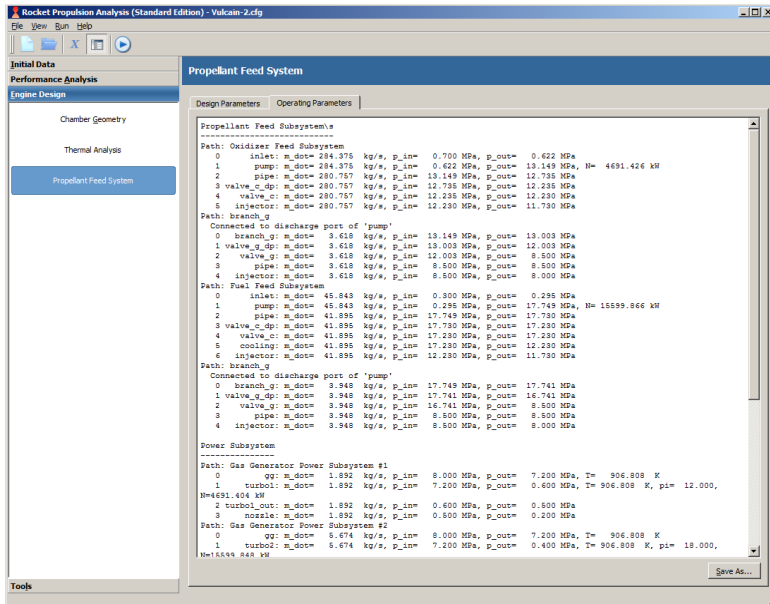 Rocket Propulsion Analysis (Standard Edition) - Vulcain-2.cfg
File View Run Help
Initial Data
Performance Analysis
Engine Design
Chamber Geometry
Thermal Analysis
Propellant Feed System
Tools
Propellant Feed System
Design Parameters Operating Parameters
Propellant Feed Subsystem\s
---------------------------
Path: Oxidizer Feed Subsystem
0 inlet: m_dot= 284.375 kg/s, p_in= 0.700 MPa, p_out= 0.622 MPa
1 pump: m_dot= 284.375 kg/s, p_in= 0.622 MPa, p_out= 13.149 MPa, N= 4691.426 kW
2 pipe: m_dot= 280.757 kg/s, p_in= 13.149 MPa, p_out= 12.735 MPa
3 valve_c_dp: m_dot= 280.757 kg/s, p_in= 12.735 MPa, p_out= 12.235 MPa
4 valve_c: m_dot= 280.757 kg/s, p_in= 12.235 MPa, p_out= 12.230 MPa
5 injector: m_dot= 280.757 kg/s, p_in= 12.230 MPa, p_out= 11.730 MPa
Path: branch_g
Connected to discharge port of 'pump'
0 branch_g: m_dot= 3.618 kg/s, p_in= 13.149 MPa, p_out= 13.003 MPa
1 valve_g_dp: m_dot= 3.618 kg/s, p_in= 13.003 MPa, p_out= 12.003 MPa
2 valve_g: m_dot= 3.618 kg/s, p_in= 12.003 MPa, p_out= 8.500 MPa
3 pipe: m_dot= 3.618 kg/s, p_in= 8.500 MPa, p_out= 8.500 MPa
4 injector: m_dot= 3.618 kg/s, p_in= 8.500 MPa, p_out= 8.000 MPa
Path: Fuel Feed Subsystem
0 inlet: m_dot= 45.843 kg/s, p_in= 0.300 MPa, p_out= 0.295 MPa
1 pump: m_dot= 45.843 kg/s, p_in= 0.295 MPa, p_out= 17.749 MPa, N= 15599.866 kW
2 pipe: m_dot= 41.895 kg/s, p_in= 17.749 MPa, p_out= 17.730 MPa
3 valve_c_dp: m_dot= 41.895 kg/s, p_in= 17.730 MPa, p_out= 17.230 MPa
4 valve_c: m_dot= 41.895 kg/s, p_in= 17.230 MPa, p_out= 17.230 MPa
5 cooling: m_dot= 41.895 kg/s, p_in= 17.230 MPa, p_out= 12.230 MPa
6 injector: m_dot= 41.895 kg/s, p_in= 12.230 MPa, p_out= 11.730 MPa
Path: branch_g
Connected to discharge port of 'pump'
0 branch_g: m_dot= 3.948 kg/s, p_in= 17.749 MPa, p_out= 17.741 MPa
1 valve_g_dp: m_dot= 3.948 kg/s, p_in= 17.741 MPa, p_out= 16.741 MPa
2 valve_g: m_dot= 3.948 kg/s, p_in= 16.741 MPa, p_out= 8.500 MPa
3 pipe: m_dot= 3.948 kg/s, p_in= 8.500 MPa, p_out= 8.500 MPa
4 injector: m_dot= 3.948 kg/s, p_in= 8.500 MPa, p_out= 8.000 MPa
Power Subsystem
---------------
Path: Gas Generator Power Subsystem #1
0 gg: m_dot= 1.892 kg/s, p_in= 8.000 MPa, p_out= 7.200 MPa, T= 906.808 K
1 turbo1: m_dot= 1.892 kg/s, p_in= 7.200 MPa, p_out= 0.600 MPa, T= 906.808 K, pi= 12.000,
N=4691.404 kW
2 turbo1_out: m_dot= 1.892 kg/s, p_in= 0.600 MPa, p_out= 0.500 MPa
3 nozzle: m_dot= 1.892 kg/s, p_in= 0.500 MPa, p_out= 0.200 MPa
Path: Gas Generator Power Subsystem #2
0 gg: m_dot= 5.674 kg/s, p_in= 8.000 MPa, p_out= 7.200 MPa, T= 906.808 K
1 turbo2: m_dot= 5.674 kg/s, p_in= 7.200 MPa, p_out= 0.400 MPa, T= 906.808 K, pi= 18.000,
N=15599.848 kW
Save As...